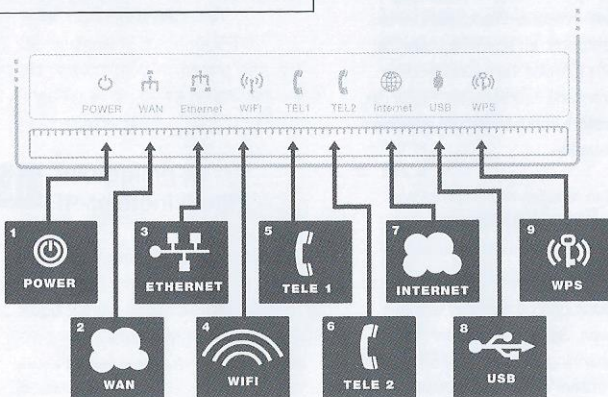 POWER WAN Ethernet WIFI TEL1 TEL2 Internet USB WPS
1 POWER
3 ETHERNET
5 TELE 1
7 INTERNET
9 WPS
2 WAN
4 WIFI
6 TELE 2
8 USB